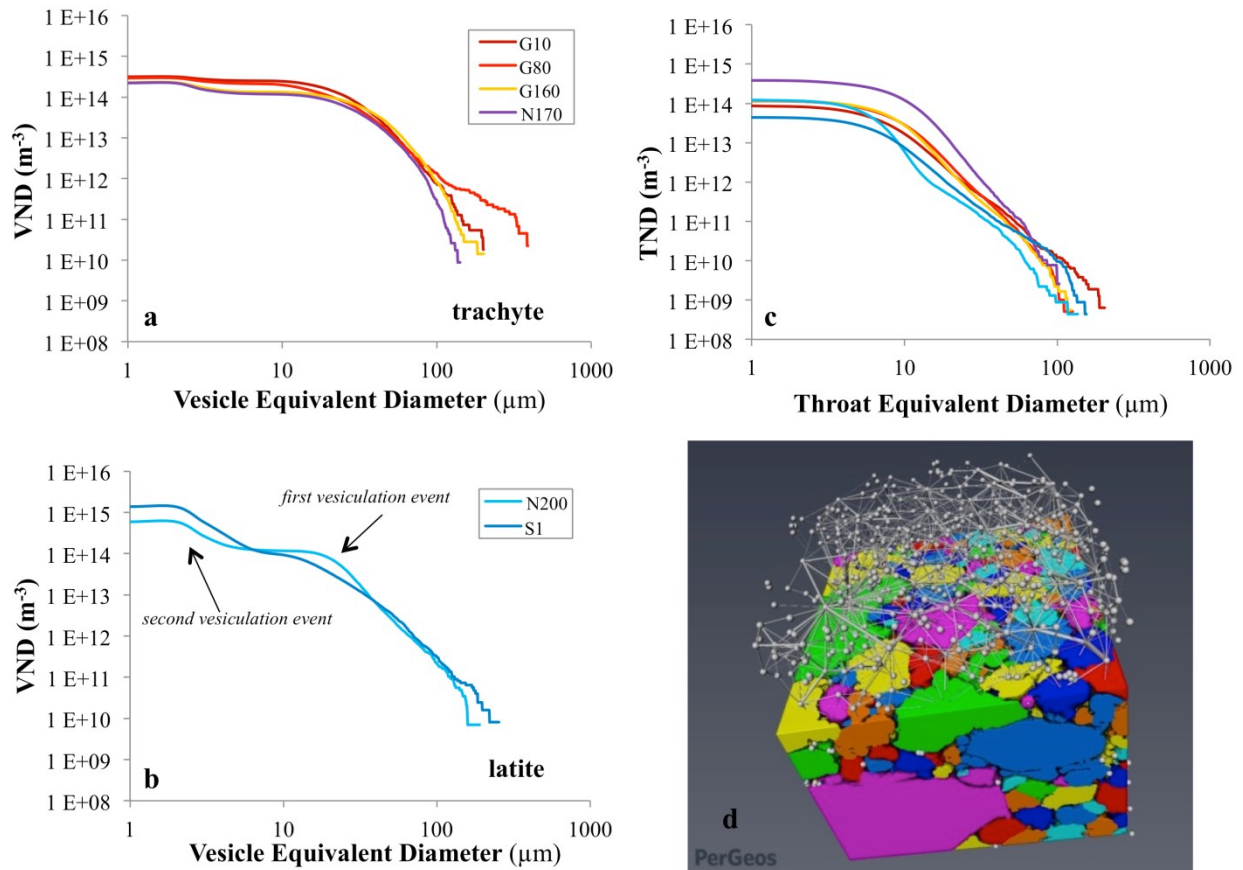 1 E+16
1 E+15
1 E+14
1 E+13
1 E+12
1 E+11
1 E+10
1 E+09
1 E+08
VND (m⁻³)
G10
G80
G160
N170
a
trachyte
1 10 100 1000
Vesicle Equivalent Diameter (µm)
1 E+16
1 E+15
1 E+14
1 E+13
1 E+12
1 E+11
1 E+10
1 E+09
1 E+08
TND (m⁻³)
c
1 10 100 1000
Throat Equivalent Diameter (µm)
1 E+16
1 E+15
1 E+14
1 E+13
1 E+12
1 E+11
1 E+10
1 E+09
1 E+08
VND (m⁻³)
first vesiculation event
second vesiculation event
N200
S1
b
latite
1 10 100 1000
Vesicle Equivalent Diameter (µm)
d
PerGeos